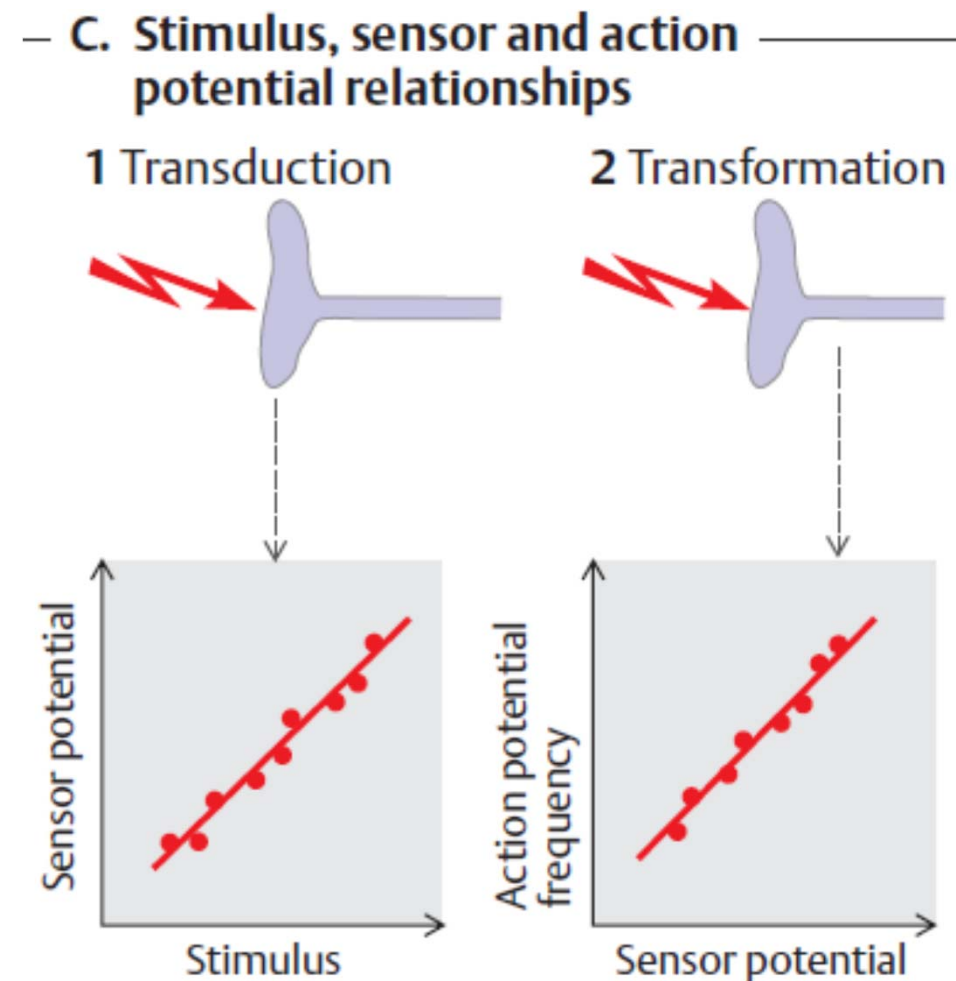 C. Stimulus, sensor and action
potential relationships
1 Transduction
2 Transformation
Sensor potential
Stimulus
Action potential
frequency
Sensor potential